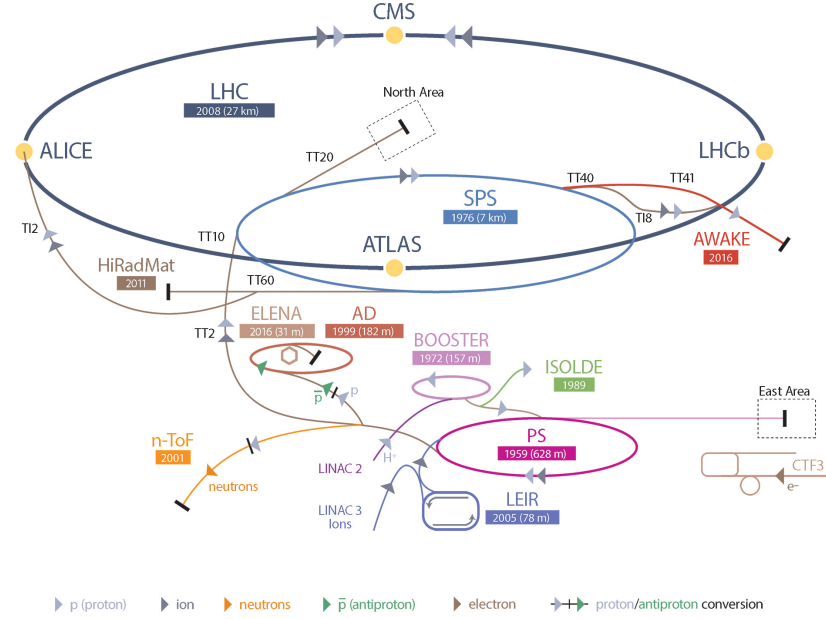 CMS
LHC
2008 (27 km)
North Area
ALICE
TT20
LHCb
TT40
TT41
SPS
1976 (7 km)
TI8
TI2
TT10
ATLAS
AWAKE
2016
HiRadMat
2011
TT60
ELENA
2016 (31 m)
AD
1999 (182 m)
TT2
BOOSTER
1972 (157 m)
ISOLDE
1989
p̅
p
East Area
n-ToF
2001
PS
1959 (628 m)
H⁺
LINAC 2
neutrons
CTF3
e⁻
LEIR
2005 (78 m)
LINAC 3
Ions
p (proton)
ion
neutrons
p̅ (antiproton)
electron
proton/antiproton conversion